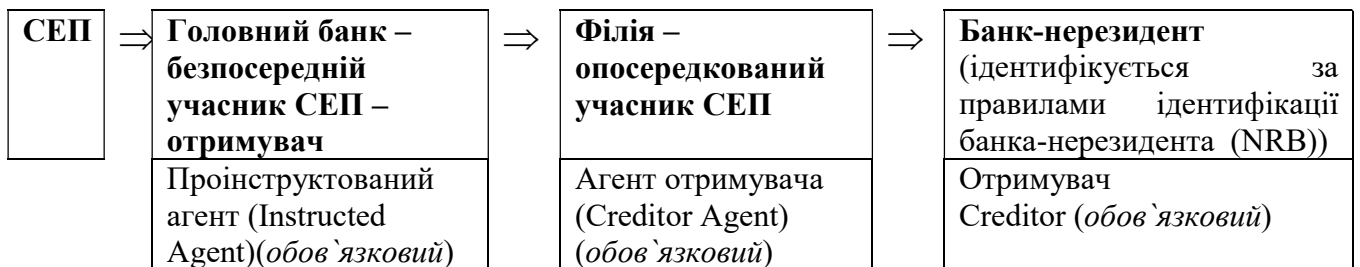 СЕП ⇒ Головний банк – безпосередній учасник СЕП – отримувач ⇒ Філія – опосередкований учасник СЕП ⇒ Банк-нерезидент (ідентифікується за правилами ідентифікації банка-нерезидента (NRB))
Проінструктований агент (Instructed Agent)(обов`язковий)
Агент отримувача (Creditor Agent) (обов`язковий)
Отримувач Creditor (обов`язковий)